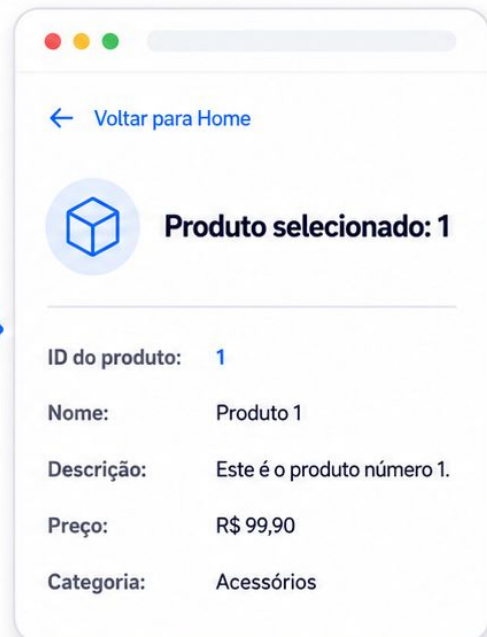 Voltar para Home
Produto selecionado: 1
ID do produto: 1
Nome: Produto 1
Descrição: Este é o produto número 1.
Preço: R$ 99,90
Categoria: Acessórios